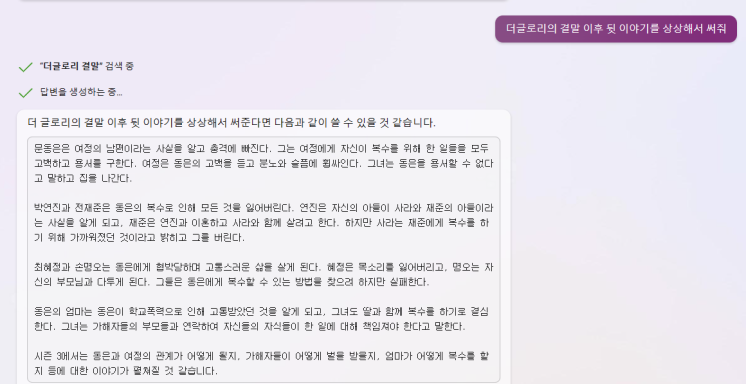 더글로리의 결말 이후 뒷 이야기를 상상해서 써줘
"더글로리 결말" 검색 중
답변을 생성하는 중...
더 글로리의 결말 이후 뒷 이야기를 상상해서 써준다면 다음과 같이 쓸 수 있을 것 같습니다.
문동은은 여정의 남편이라는 사실을 알고 충격에 빠진다. 그는 여정에게 자신이 복수를 위해 한 일들을 모두
고백하고 용서를 구한다. 여정은 동은의 고백을 듣고 분노와 슬픔에 휩싸인다. 그녀는 동은을 용서할 수 없다
고 말하고 집을 나간다.
박연진과 전재준은 동은의 복수로 인해 모든 것을 잃어버린다. 연진은 자신의 아들이 사라와 재준의 아들이라
는 사실을 알게 되고, 재준은 연진과 이혼하고 사라와 함께 살려고 한다. 하지만 사라는 재준에게 복수를 하
기 위해 가까워졌던 것이라고 밝히고 그를 버린다.
최혜정과 손명오는 동은에게 협박당하며 고통스러운 삶을 살게 된다. 혜정은 목소리를 잃어버리고, 명오는 자
신의 부모님과 다투게 된다. 그들은 동은에게 복수할 수 있는 방법을 찾으려 하지만 실패한다.
동은의 엄마는 동은이 학교폭력으로 인해 고통받았던 것을 알게 되고, 그녀도 딸과 함께 복수를 하기로 결심
한다. 그녀는 가해자들의 부모들과 연락하여 자신들의 자식들이 한 일에 대해 책임져야 한다고 말한다.
시즌 3에서는 동은과 여정의 관계가 어떻게 될지, 가해자들이 어떻게 벌을 받을지, 엄마가 어떻게 복수를 할
지 등에 대한 이야기가 펼쳐질 것 같습니다.